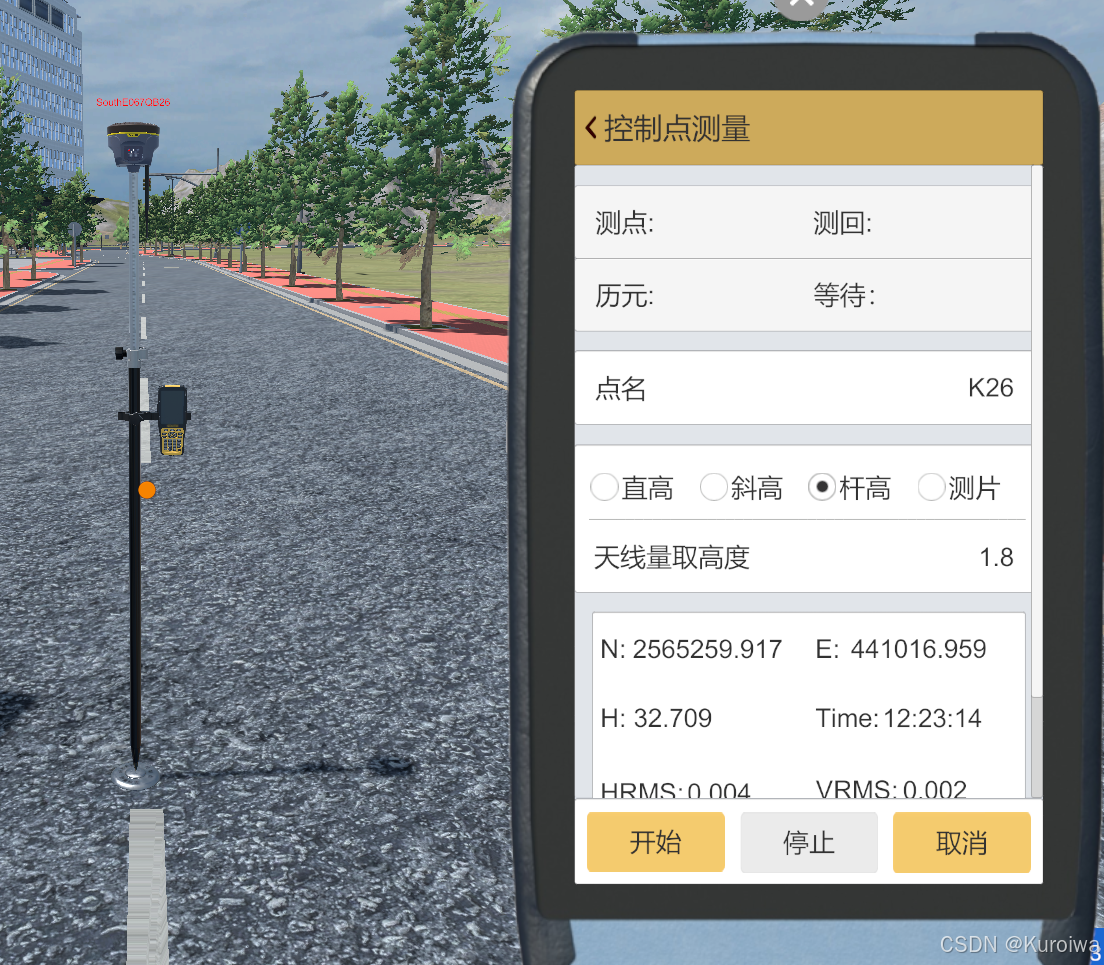 SouthE067QB26
控制点测量
测点: 测回:
历元: 等待:
点名 K26
直高 斜高 杆高 测片
天线量取高度 1.8
N: 2565259.917 E: 441016.959
H: 32.709 Time: 12:23:14
HRMS: 0.004 VRMS: 0.002
开始 停止 取消
CSDN @Kuroiwa
3